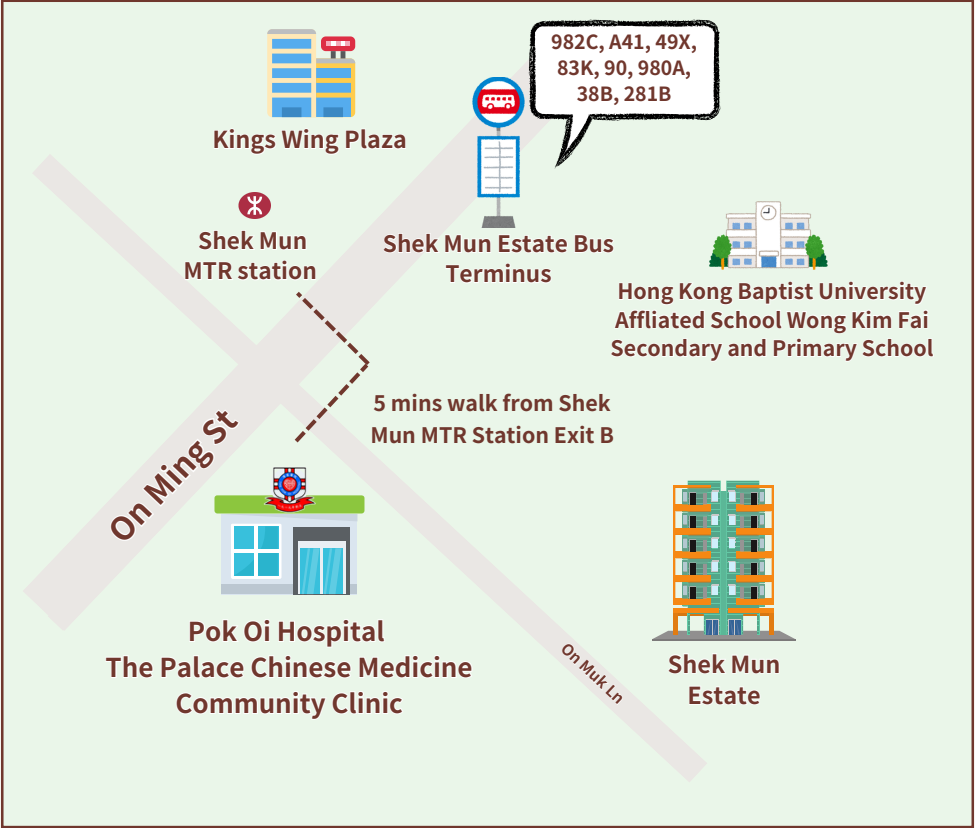 982C, A41, 49X,
83K, 90, 980A,
38B, 281B
Kings Wing Plaza
Shek Mun
MTR station
Shek Mun Estate Bus
Terminus
Hong Kong Baptist University
Affliated School Wong Kim Fai
Secondary and Primary School
5 mins walk from Shek
Mun MTR Station Exit B
On Ming St
Pok Oi Hospital
The Palace Chinese Medicine
Community Clinic
On Muk Ln
Shek Mun
Estate